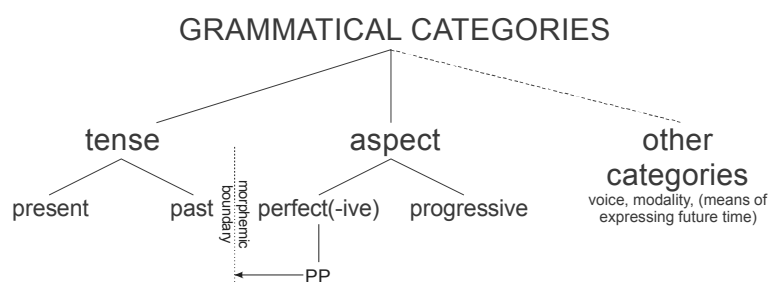 GRAMMATICAL CATEGORIES
tense
aspect
other
categories
voice, modality, (means of
expressing future time)
present
past
morphemic
boundary
perfect(-ive)
progressive
PP